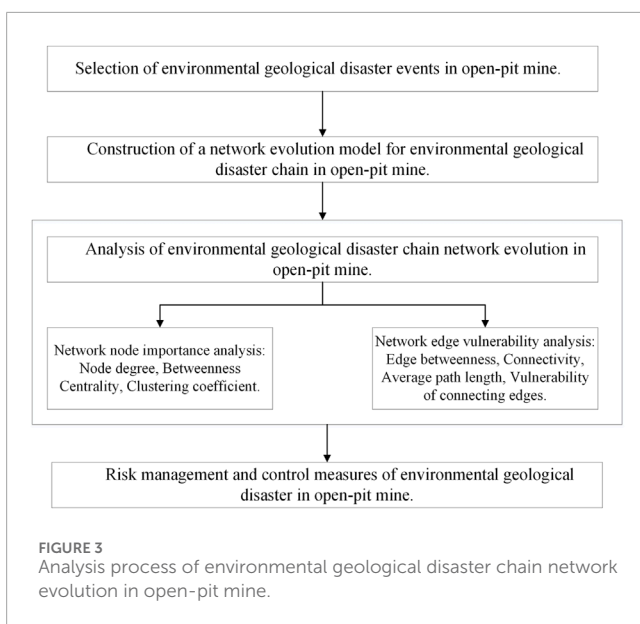 Selection of environmental geological disaster events in open-pit mine.
Construction of a network evolution model for environmental geological
disaster chain in open-pit mine.
Analysis of environmental geological disaster chain network evolution in
open-pit mine.
Network node importance analysis:
Node degree, Betweenness
Centrality, Clustering coefficient.
Network edge vulnerability analysis:
Edge betweenness, Connectivity,
Average path length, Vulnerability
of connecting edges.
Risk management and control measures of environmental geological
disaster in open-pit mine.
FIGURE 3
Analysis process of environmental geological disaster chain network
evolution in open-pit mine.